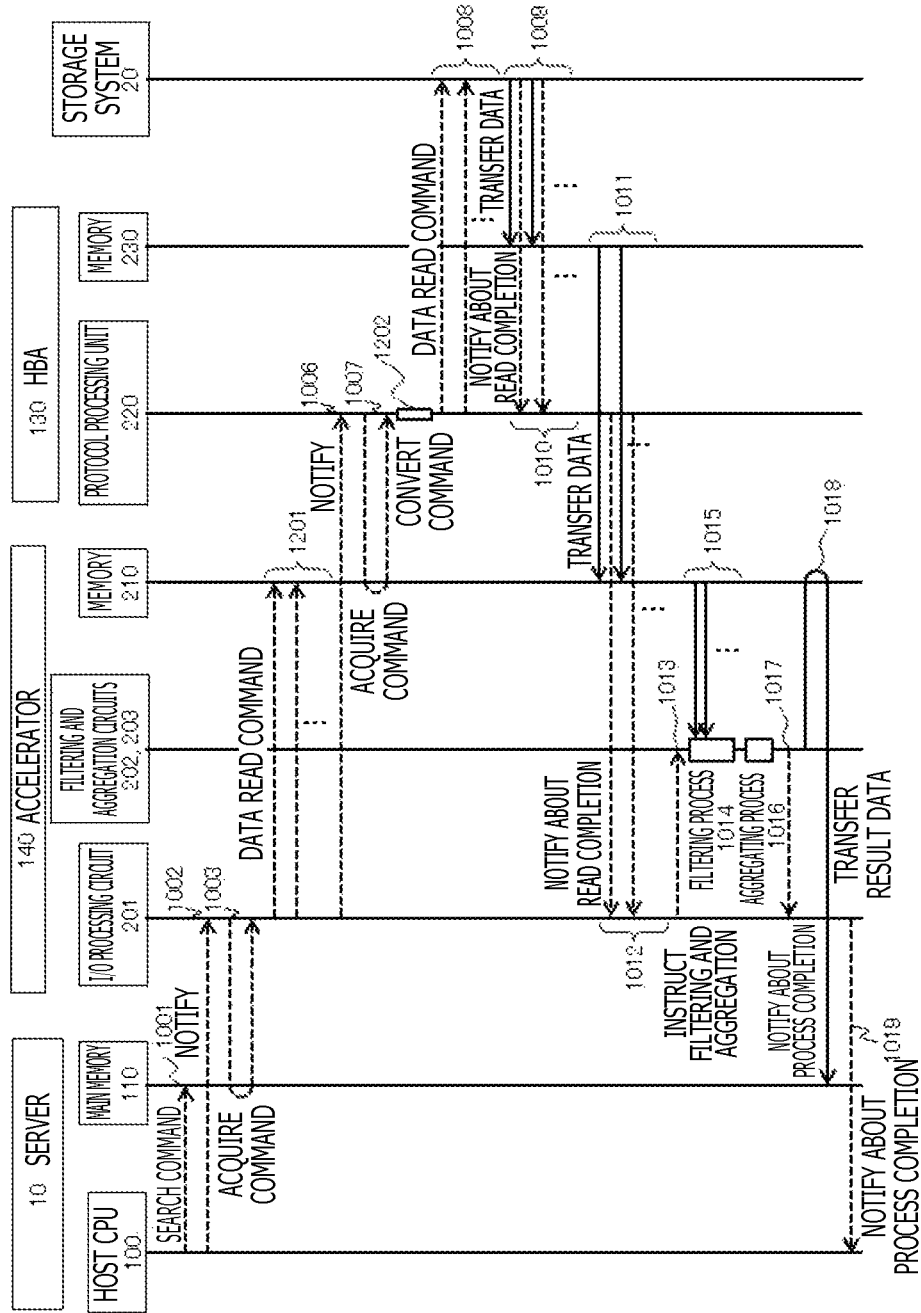 10 SERVER
140 ACCELERATOR
130 HBA
HOST CPU
100
MAIN MEMORY
110
I/O PROCESSING CIRCUIT
201
FILTERING AND
AGGREGATION CIRCUITS
202, 203
MEMORY
210
PROTOCOL PROCESSING UNIT
220
MEMORY
230
STORAGE
SYSTEM
20
SEARCH COMMAND
1001
NOTIFY
1002
1003
ACQUIRE
COMMAND
DATA READ COMMAND
1201
NOTIFY
1006
1007
ACQUIRE
COMMAND
1202
CONVERT
COMMAND
DATA READ COMMAND
1008
TRANSFER DATA
1009
NOTIFY ABOUT
READ COMPLETION
1010
1011
TRANSFER DATA
NOTIFY ABOUT
READ COMPLETION
1012
INSTRUCT
FILTERING AND
AGGREGATION
1013
1015
FILTERING PROCESS
1014
AGGREGATING PROCESS
1016
1017
NOTIFY ABOUT
PROCESS COMPLETION
1018
TRANSFER
RESULT DATA
1019
NOTIFY ABOUT
PROCESS COMPLETION